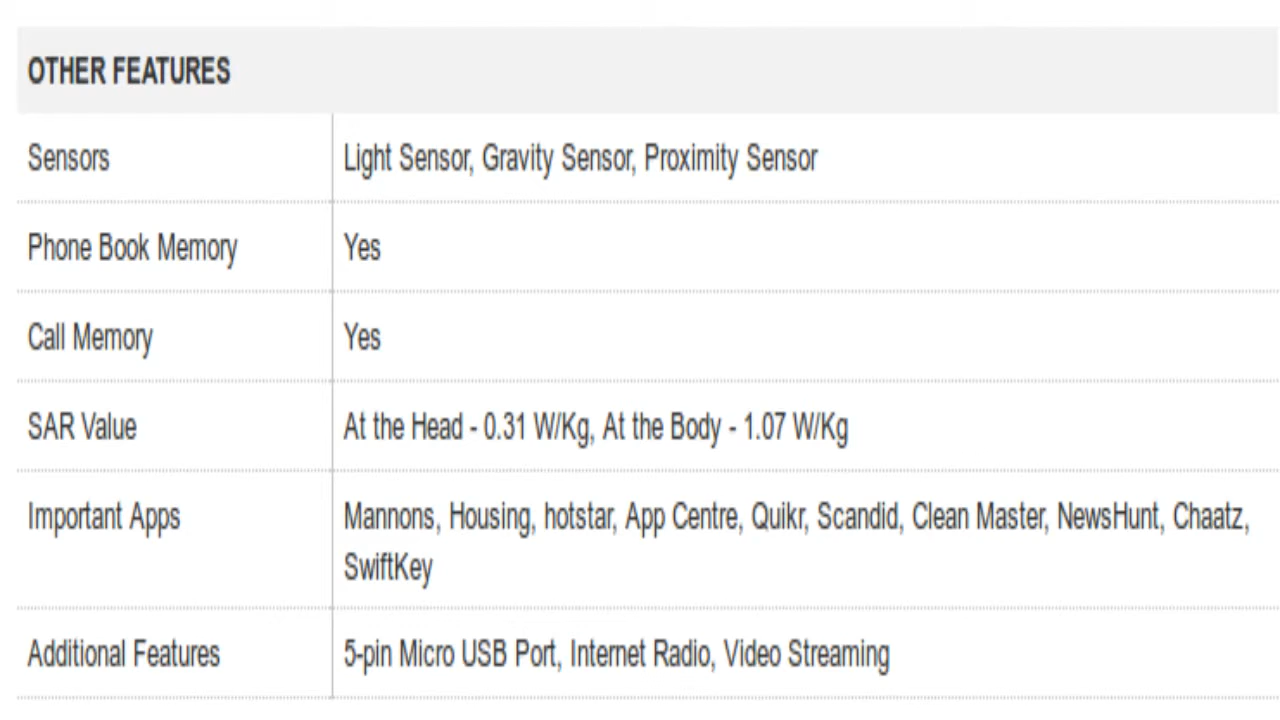 OTHER FEATURES
Sensors Light Sensor, Gravity Sensor, Proximity Sensor
Phone Book Memory Yes
Call Memory Yes
SAR Value At the Head - 0.31 W/Kg, At the Body - 1.07 W/Kg
Important Apps Mannons, Housing, hotstar, App Centre, Quikr, Scandid, Clean Master, NewsHunt, Chaatz,
SwiftKey
Additional Features 5-pin Micro USB Port, Internet Radio, Video Streaming